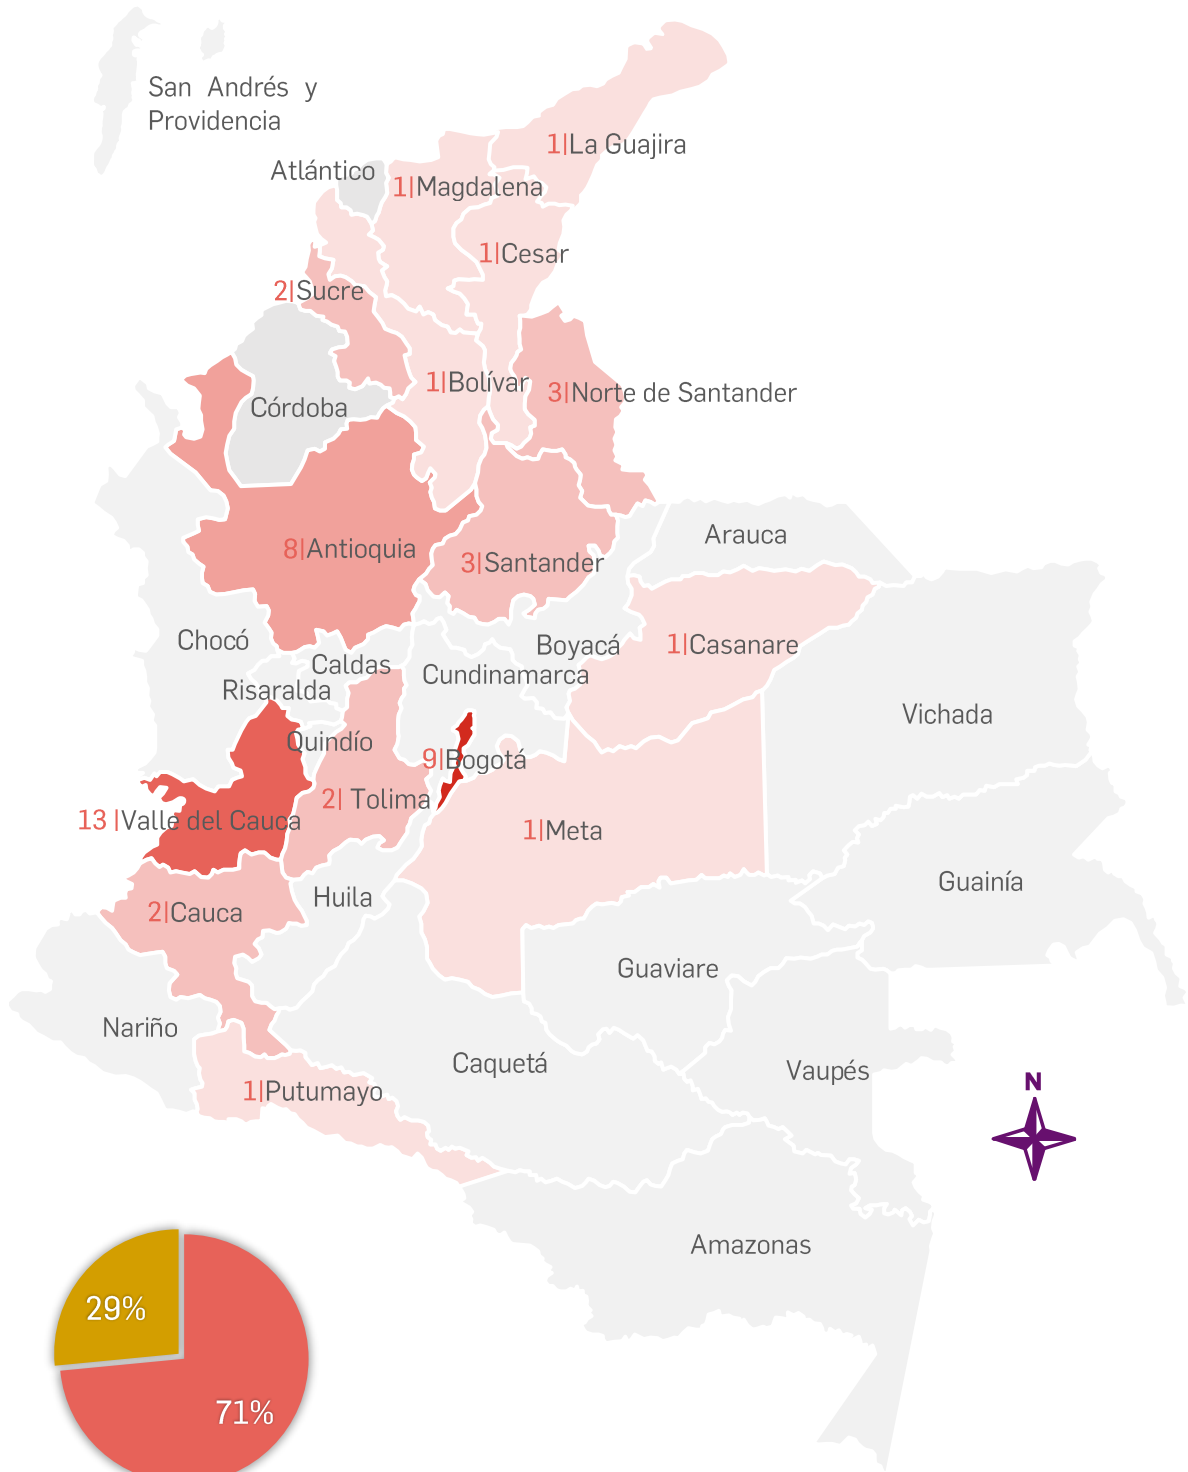 San Andrés y
Providencia
1|La Guajira
Atlántico
1|Magdalena
1|Cesar
2|Sucre
1|Bolívar
3|Norte de Santander
Córdoba
Arauca
8|Antioquia
3|Santander
Chocó
Boyacá
1|Casanare
Caldas
Cundinamarca
Risaralda
Vichada
Quindío
9|Bogotá
2| Tolima
13 |Valle del Cauca
1|Meta
Guainía
Huila
2|Cauca
Guaviare
Nariño
Caquetá
Vaupés
N
1|Putumayo
Amazonas
29%
71%